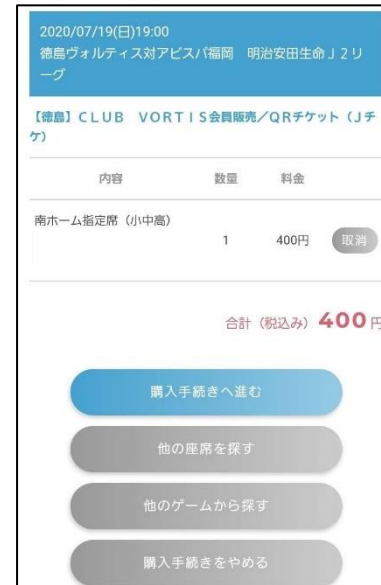 2020/07/19(日)19:00
徳島ヴォルティス対アビスパ福岡　明治安田生命Ｊ２リ
ーグ
【徳島】ＣＬＵＢ　ＶＯＲＴＩＳ会員販売／ＱＲチケット（Ｊチ
ケ）
内容 数量 料金
南ホーム指定席（小中高） 1 400円 取消
合計（税込み）400円
購入手続きへ進む
他の座席を探す
他のゲームから探す
購入手続きをやめる